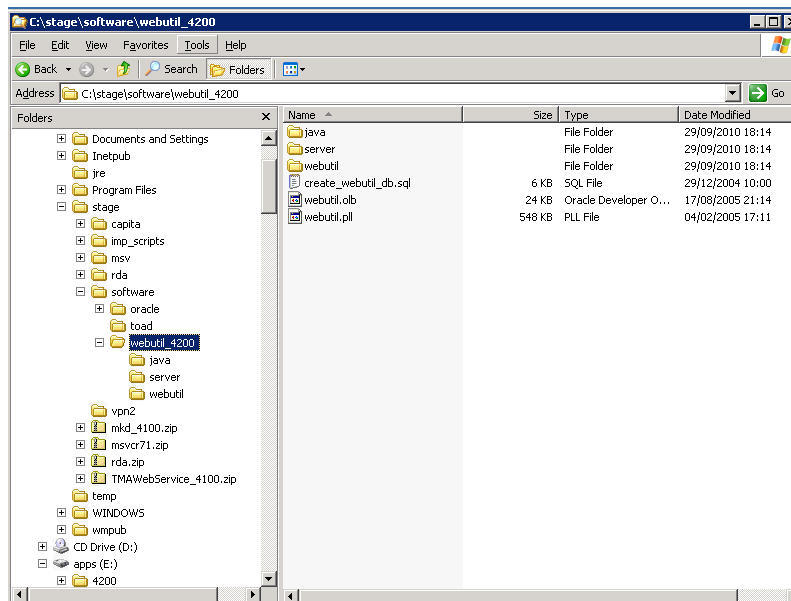 C:\stage\software\webutil_4200
File Edit View Favorites Tools Help
Back Search Folders
Address C:\stage\software\webutil_4200 Go
Folders
Documents and Settings
Inetpub
jre
Program Files
stage
capita
imp_scripts
msv
rda
software
oracle
toad
webutil_4200
java
server
webutil
vpn2
mkd_4100.zip
msvcr71.zip
rda.zip
TMAWebService_4100.zip
temp
WINDOWS
wmpub
CD Drive (D:)
apps (E:)
4200
Name Size Type Date Modified
java File Folder 29/09/2010 18:14
server File Folder 29/09/2010 18:14
webutil File Folder 29/09/2010 18:14
create_webutil_db.sql 6 KB SQL File 29/12/2004 10:00
webutil.olb 24 KB Oracle Developer O... 17/08/2005 21:14
webutil.pll 548 KB PLL File 04/02/2005 17:11